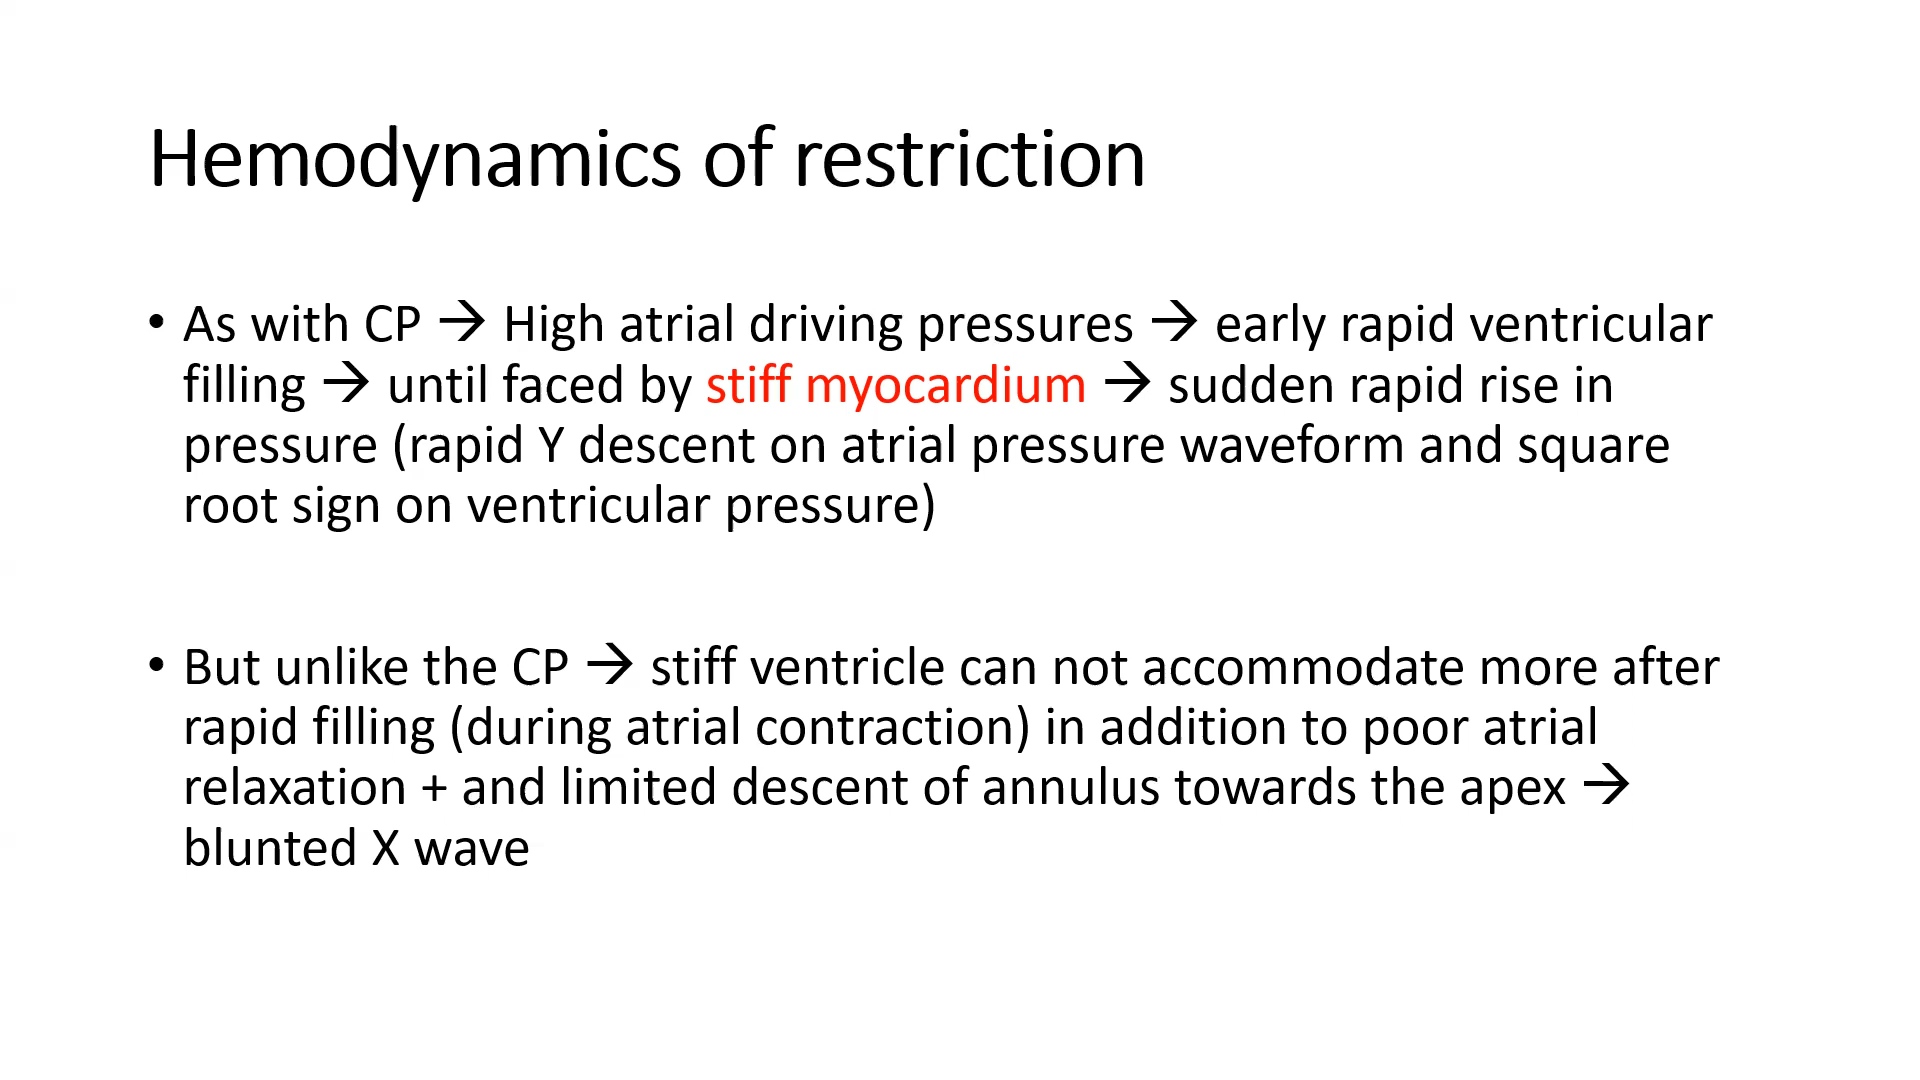 Hemodynamics of restriction
• As with CP → High atrial driving pressures → early rapid ventricular
filling → until faced by stiff myocardium → sudden rapid rise in
pressure (rapid Y descent on atrial pressure waveform and square
root sign on ventricular pressure)
• But unlike the CP → stiff ventricle can not accommodate more after
rapid filling (during atrial contraction) in addition to poor atrial
relaxation + and limited descent of annulus towards the apex →
blunted X wave